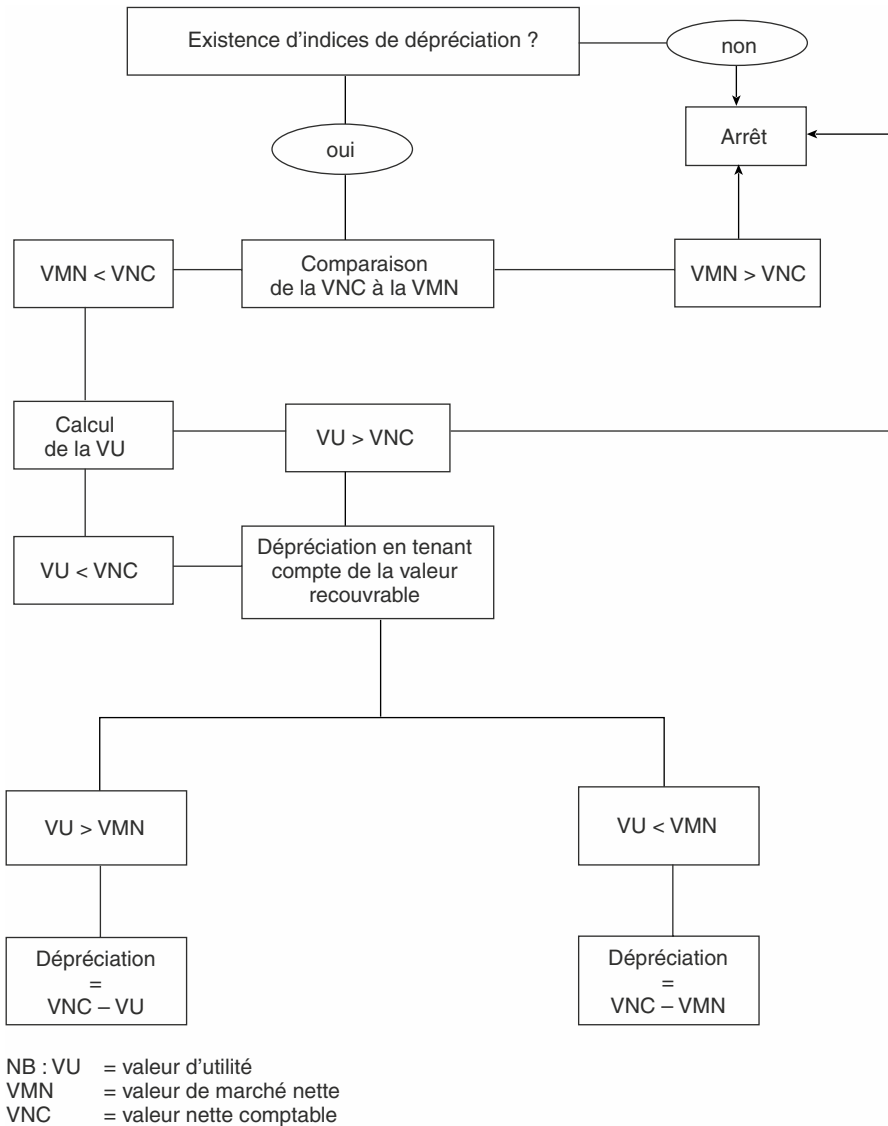 Existence d'indices de dépréciation ?
non
oui
Arrêt
VMN < VNC
Comparaison
de la VNC à la VMN
VMN > VNC
Calcul
de la VU
VU > VNC
VU < VNC
Dépréciation en tenant
compte de la valeur
recouvrable
VU > VMN
VU < VMN
Dépréciation
=
VNC – VU
Dépréciation
=
VNC – VMN
NB : VU = valeur d'utilité
VMN = valeur de marché nette
VNC = valeur nette comptable